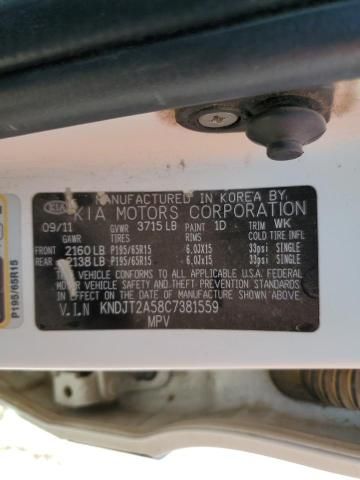 KIA MANUFACTURED IN KOREA BY
KIA MOTORS CORPORATION
09/11 GVWR 3715 LB PAINT 1D TRIM WK
GAWR TIRES RIMS COLD TIRE INFL
FRONT 2160 LB P195/65R15 6.0JX15 33psi SINGLE
REAR 2138 LB P195/65R15 6.0Jx15 33psi SINGLE
THIS VEHICLE CONFORMS TO ALL APPLICABLE U.S.A. FEDERAL
MOTOR VEHICLE SAFETY AND THEFT PREVENTION STANDARDS
IN EFFECT ON THE DATE OF MANUFACTURE SHOWN ABOVE.
V.I.N KNDJT2A58C7381559
MPV
P195/65R15